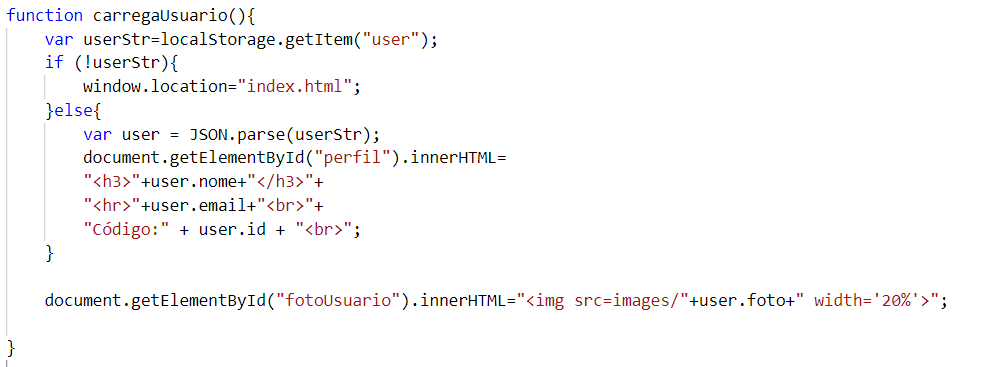 function carregaUsuario(){
    var userStr=localStorage.getItem("user");
    if (!userStr){
        window.location="index.html";
    }else{
        var user = JSON.parse(userStr);
        document.getElementById("perfil").innerHTML=
        "<h3>"+user.nome+"</h3>"+
        "<hr>"+user.email+"<br>"+
        "Código:" + user.id + "<br>";
    }
    document.getElementById("fotoUsuario").innerHTML="<img src=images/"+user.foto+" width='20%'>";
}